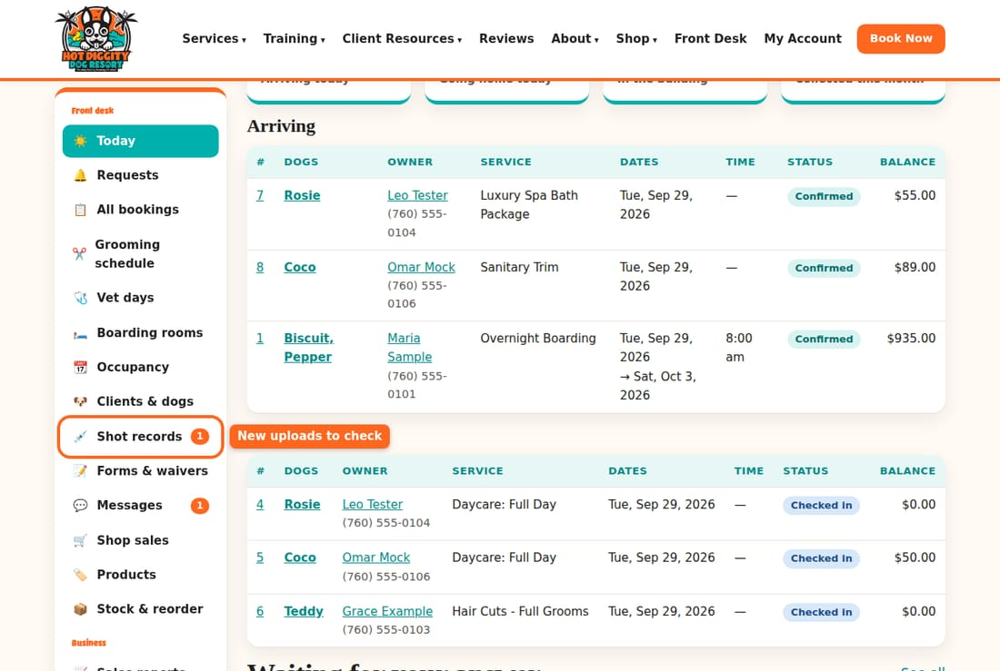 HOT DIGGITY
DOG RESORT
Services ▾
Training ▾
Client Resources ▾
Reviews
About ▾
Shop ▾
Front Desk
My Account
Book Now
Front desk
Today
Requests
All bookings
Grooming
schedule
Vet days
Boarding rooms
Occupancy
Clients & dogs
Shot records 1
Forms & waivers
Messages 1
Shop sales
Products
Stock & reorder
Business
Sales reports
Arriving today
Going home today
In the building
Collected this month
Arriving
# DOGS OWNER SERVICE DATES TIME STATUS BALANCE
7 Rosie Leo Tester Luxury Spa Bath Tue, Sep 29, — Confirmed $55.00
(760) 555- Package 2026
0104
8 Coco Omar Mock Sanitary Trim Tue, Sep 29, — Confirmed $89.00
(760) 555- 2026
0106
1 Biscuit, Maria Overnight Boarding Tue, Sep 29, 8:00 Confirmed $935.00
Pepper Sample 2026 am
(760) 555- → Sat, Oct 3,
0101 2026
New uploads to check
# DOGS OWNER SERVICE DATES TIME STATUS BALANCE
4 Rosie Leo Tester Daycare: Full Day Tue, Sep 29, 2026 — Checked in $0.00
(760) 555-0104
5 Coco Omar Mock Daycare: Full Day Tue, Sep 29, 2026 — Checked in $50.00
(760) 555-0106
6 Teddy Grace Example Hair Cuts - Full Grooms Tue, Sep 29, 2026 — Checked in $0.00
(760) 555-0103
Waiting for your answer
See all